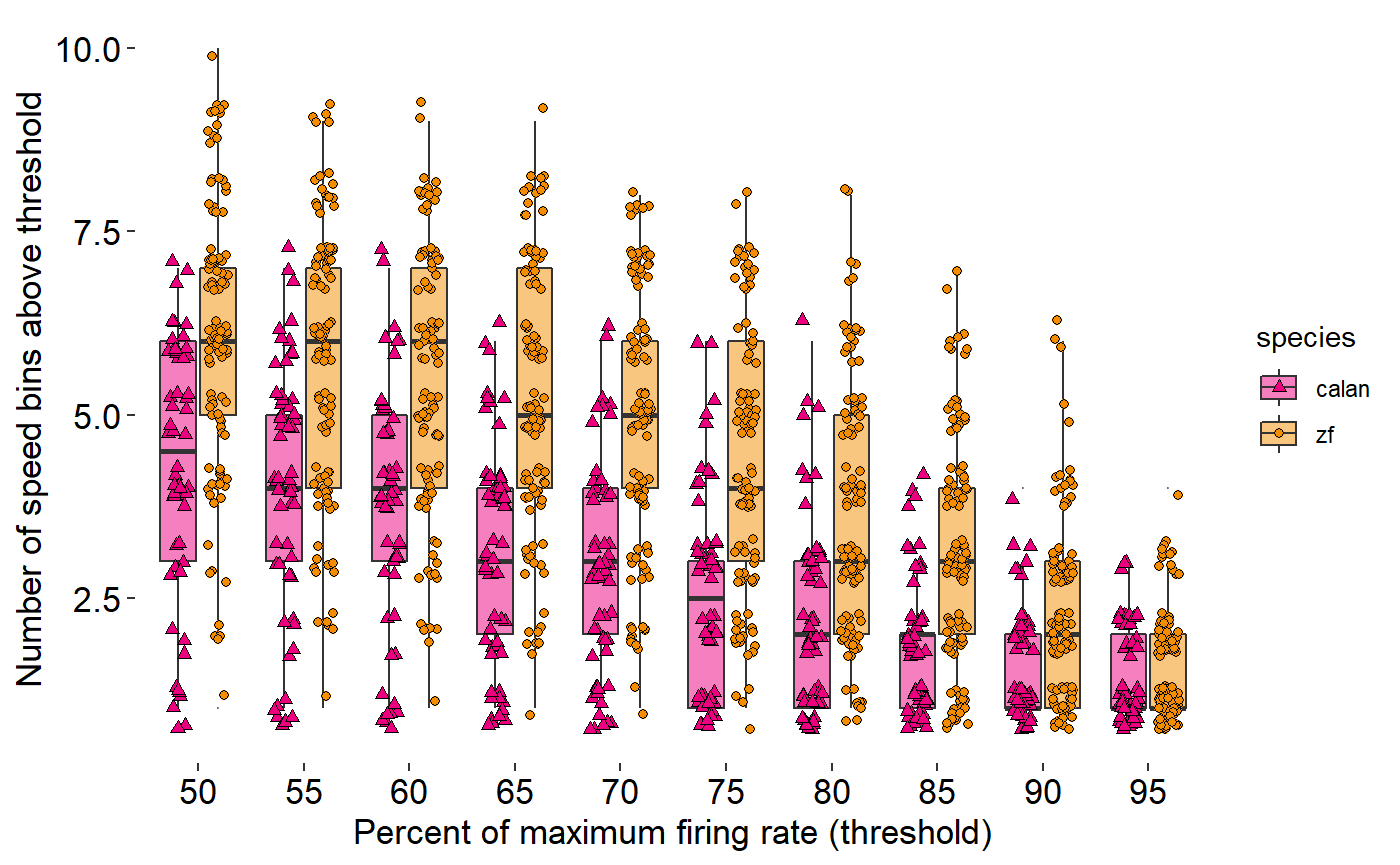 Number of speed bins above threshold
10.0
7.5
5.0
2.5
50 55 60 65 70 75 80 85 90 95
Percent of maximum firing rate (threshold)
species
calan
zf